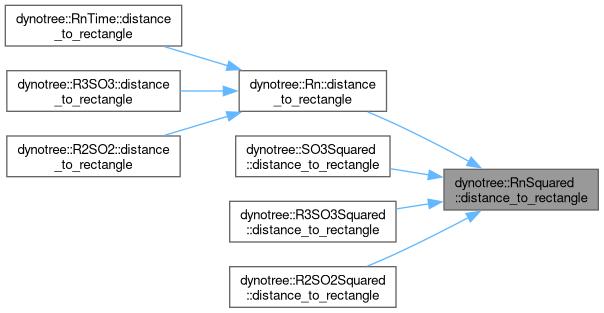 dynotree::RnTime::distance
_to_rectangle
dynotree::R3SO3::distance
_to_rectangle
dynotree::R2SO2::distance
_to_rectangle
dynotree::Rn::distance
_to_rectangle
dynotree::SO3Squared
::distance_to_rectangle
dynotree::R3SO3Squared
::distance_to_rectangle
dynotree::R2SO2Squared
::distance_to_rectangle
dynotree::RnSquared
::distance_to_rectangle